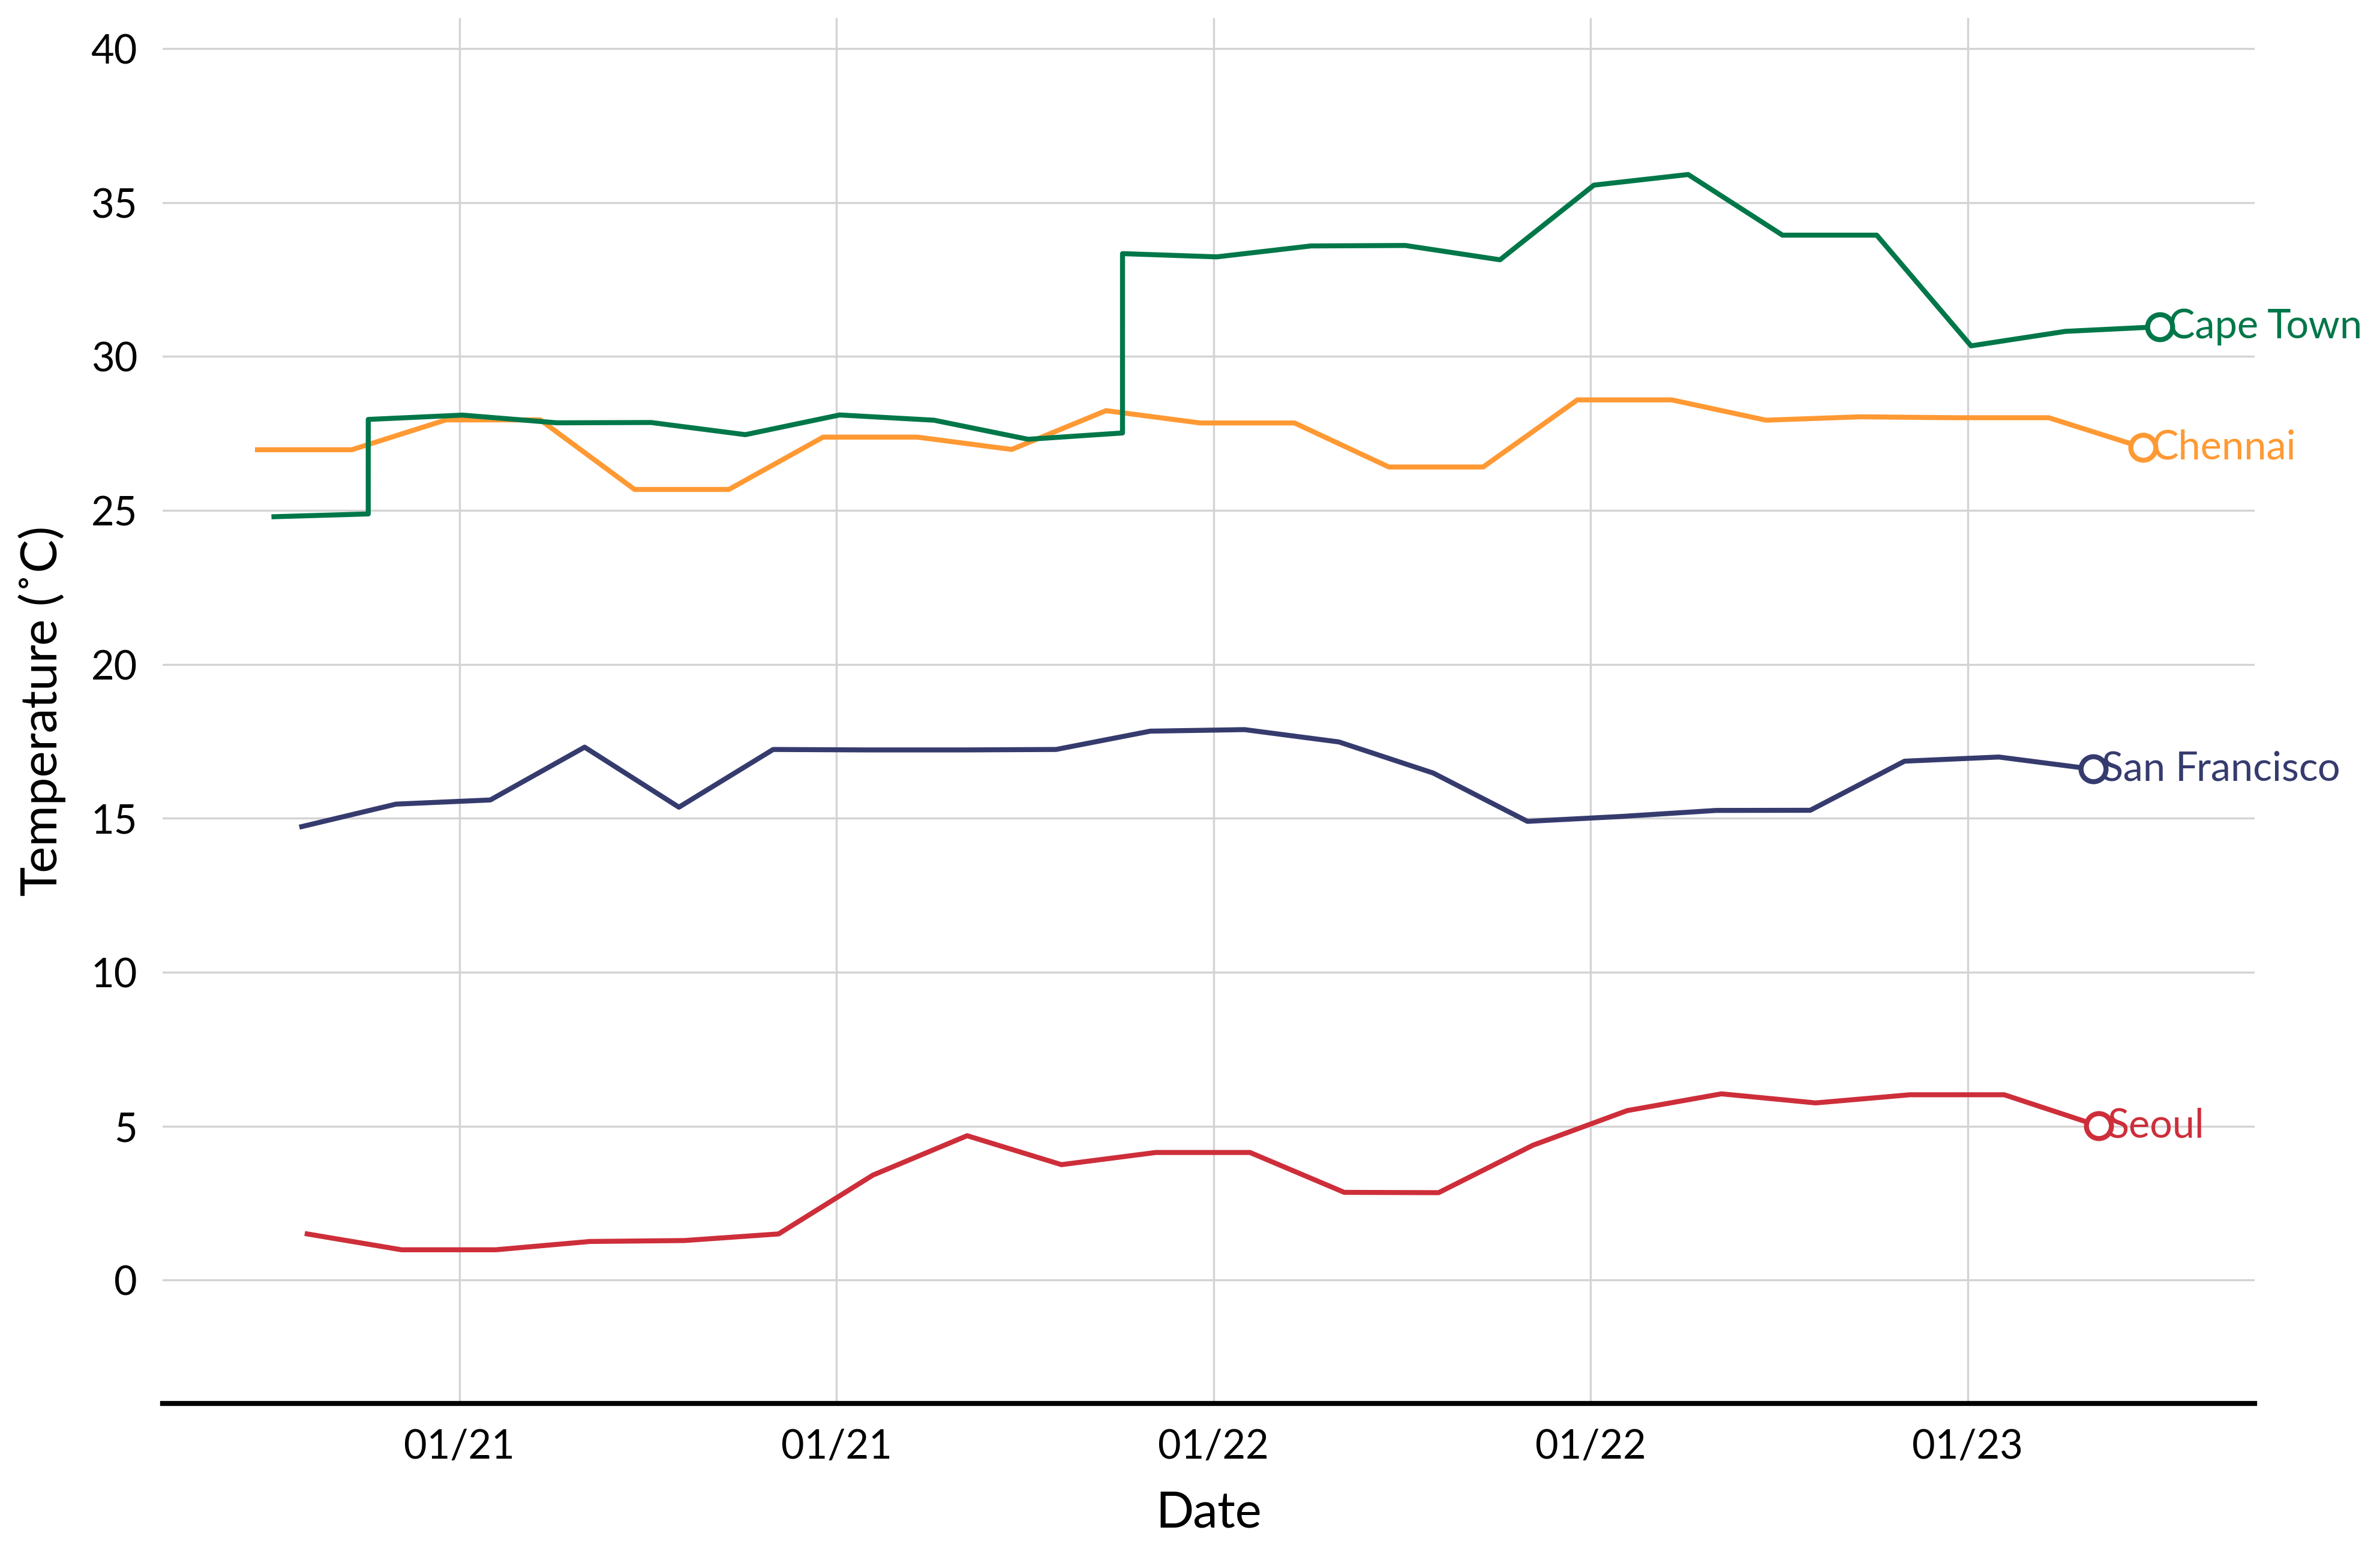 40
35
30
25
20
15
10
5
0
Temperature (°C)
Cape Town
Chennai
San Francisco
Seoul
01/21
01/21
01/22
01/22
01/23
Date